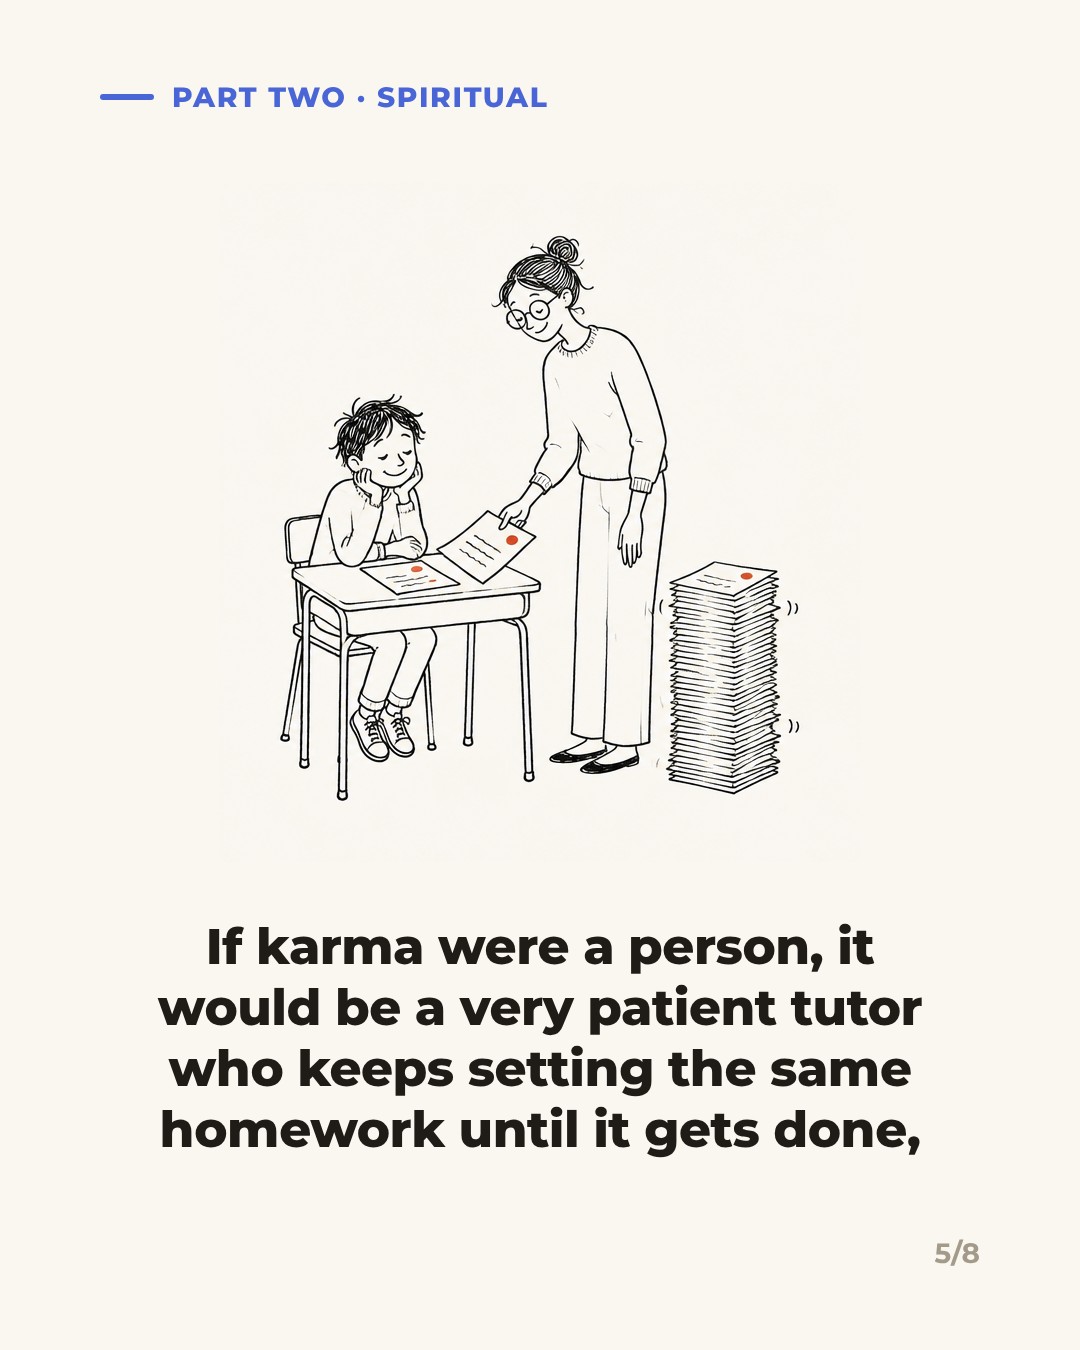 PART TWO · SPIRITUAL
If karma were a person, it
would be a very patient tutor
who keeps setting the same
homework until it gets done,
5/8